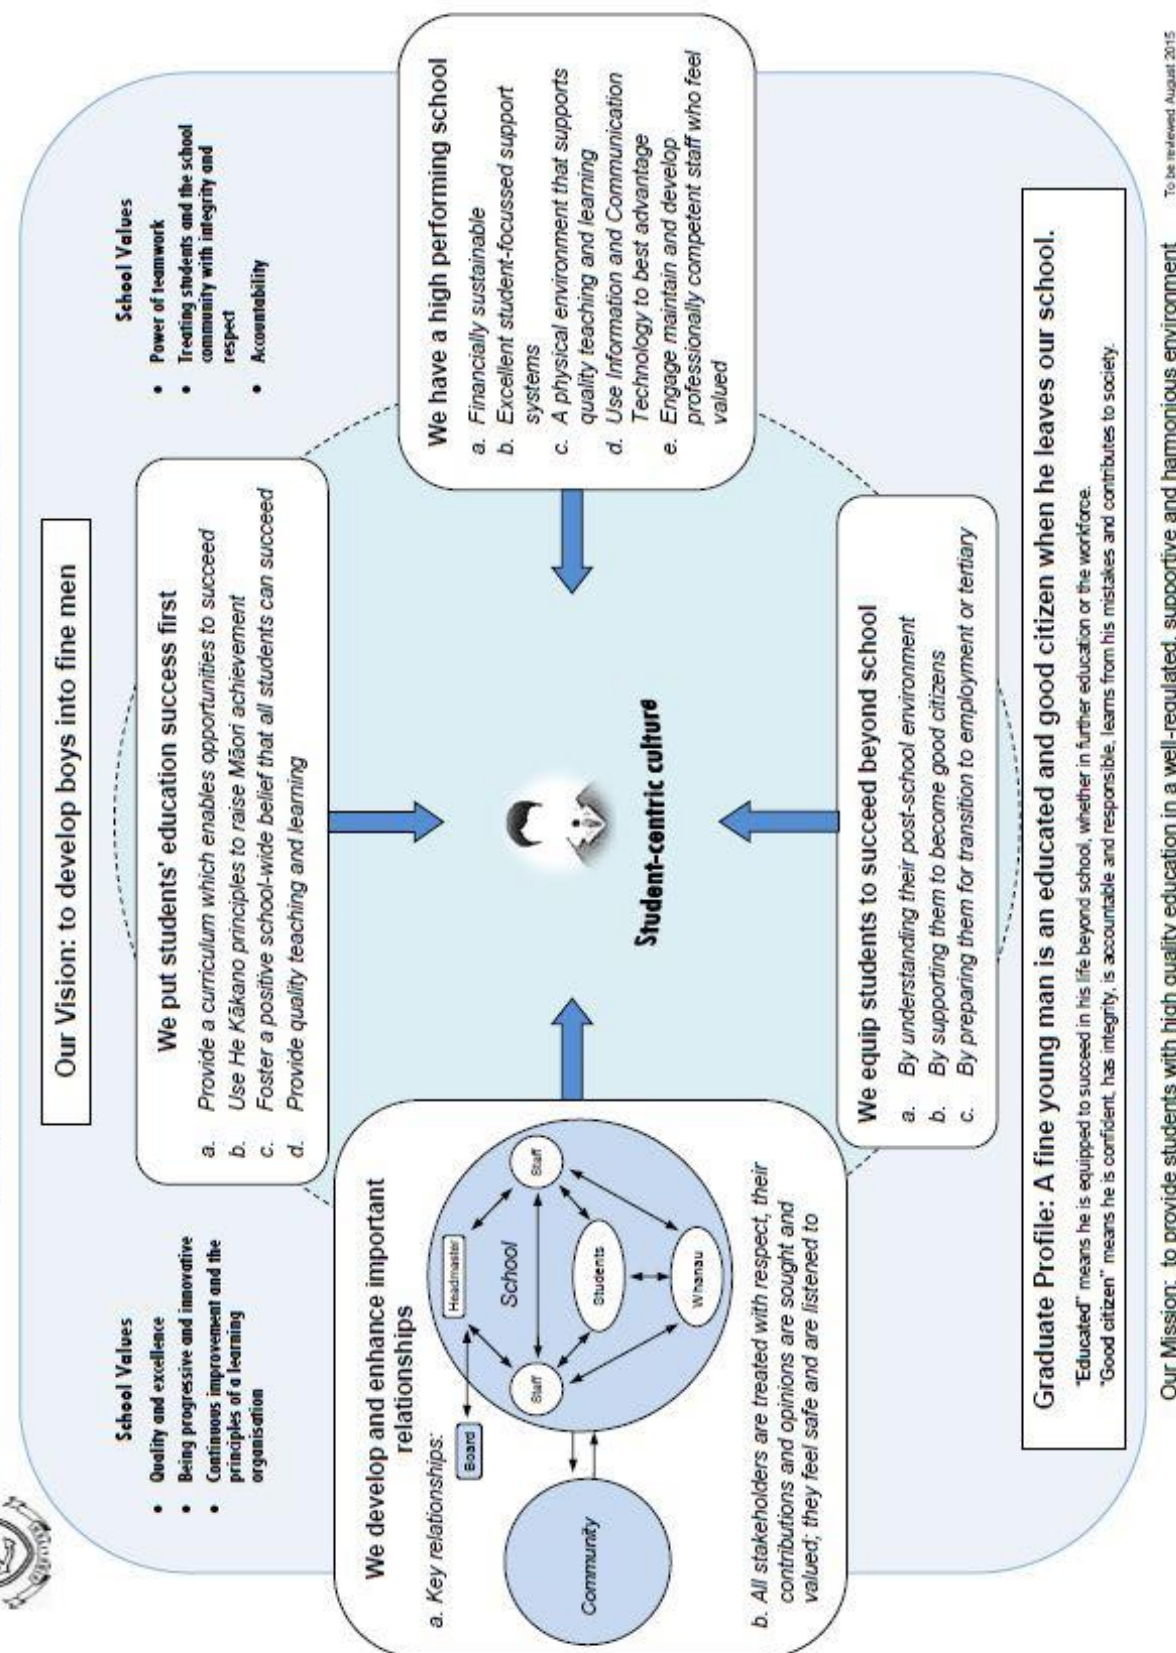 Our Vision: to develop boys into fine men
School Values
• Quality and excellence
• Being progressive and innovative
• Continuous improvement and the
principles of a learning
organisation
We put students' education success first
a. Provide a curriculum which enables opportunities to succeed
b. Use He Kākano principles to raise Māori achievement
c. Foster a positive school-wide belief that all students can succeed
d. Provide quality teaching and learning
School Values
• Power of teamwork
• Treating students and the school
community with integrity and
respect
• Accountability
We develop and enhance important
relationships
a. Key relationships:
Board
Headmaster
School
Staff
Staff
Students
Whanau
Community
b. All stakeholders are treated with respect, their
contributions and opinions are sought and
valued; they feel safe and are listened to
Student-centric culture
We have a high performing school
a. Financially sustainable
b. Excellent student-focussed support
systems
c. A physical environment that supports
quality teaching and learning
d. Use Information and Communication
Technology to best advantage
e. Engage maintain and develop
professionally competent staff who feel
valued
We equip students to succeed beyond school
a. By understanding their post-school environment
b. By supporting them to become good citizens
c. By preparing them for transition to employment or tertiary
Graduate Profile: A fine young man is an educated and good citizen when he leaves our school.
"Educated" means he is equipped to succeed in his life beyond school, whether in further education or the workforce.
"Good citizen" means he is confident, has integrity, is accountable and responsible, learns from his mistakes and contributes to society.
Our Mission: to provide students with high quality education in a well-regulated, supportive and harmonious environment
To be reviewed August 2015